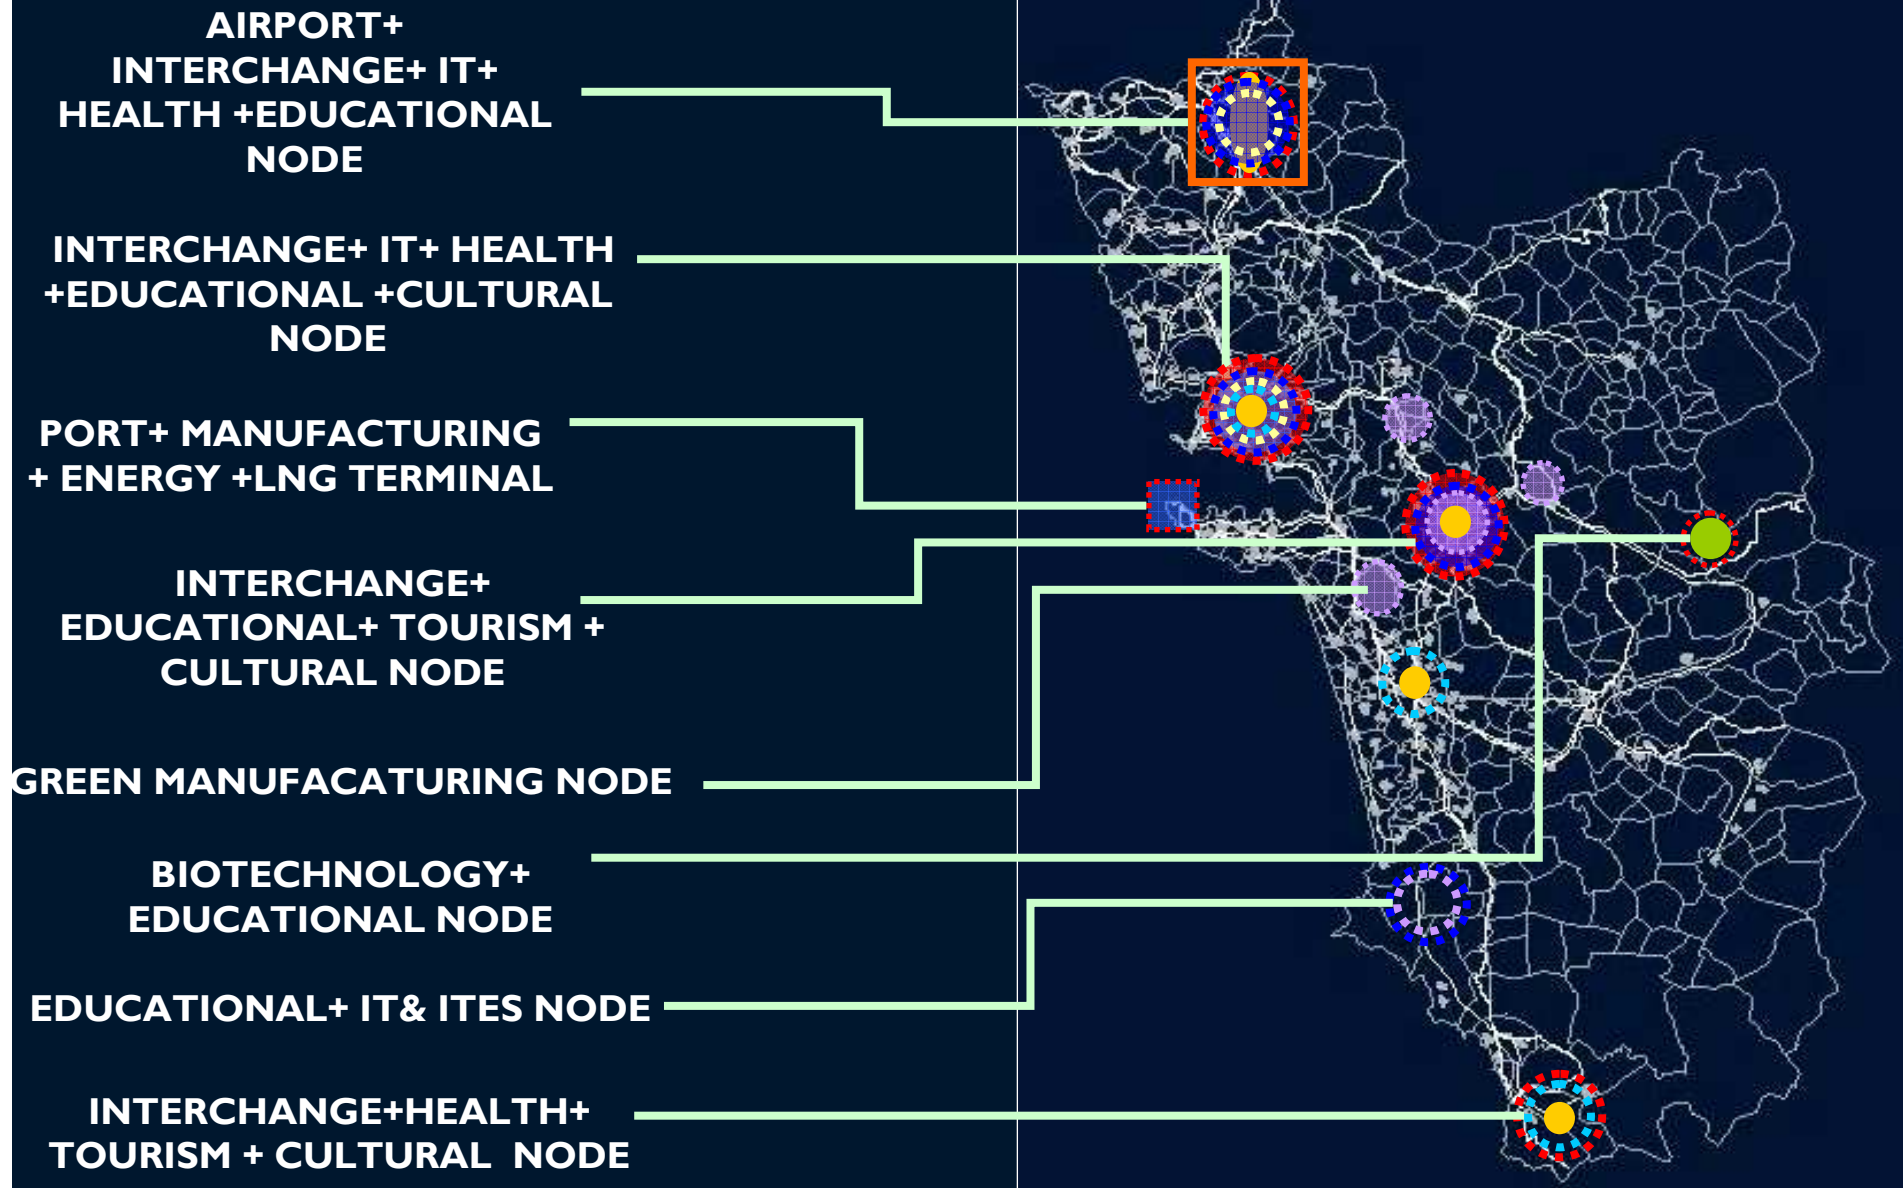 AIRPORT+
INTERCHANGE+ IT+
HEALTH +EDUCATIONAL
NODE
INTERCHANGE+ IT+ HEALTH
+EDUCATIONAL +CULTURAL
NODE
PORT+ MANUFACTURING
+ ENERGY +LNG TERMINAL
INTERCHANGE+
EDUCATIONAL+ TOURISM +
CULTURAL NODE
GREEN MANUFACATURING NODE
BIOTECHNOLOGY+
EDUCATIONAL NODE
EDUCATIONAL+ IT& ITES NODE
INTERCHANGE+HEALTH+
TOURISM + CULTURAL NODE